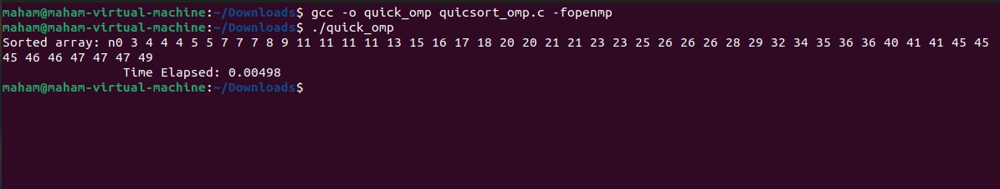 maham@maham-virtual-machine:~/Downloads$ gcc -o quick_omp quicsort_omp.c -fopenmp
maham@maham-virtual-machine:~/Downloads$ ./quick_omp
Sorted array: n0 3 4 4 4 5 5 7 7 7 8 9 11 11 11 11 13 15 16 17 18 20 20 21 21 23 23 25 26 26 26 28 29 32 34 35 36 36 40 41 41 45 45
45 46 46 47 47 47 49
Time Elapsed: 0.00498
maham@maham-virtual-machine:~/Downloads$